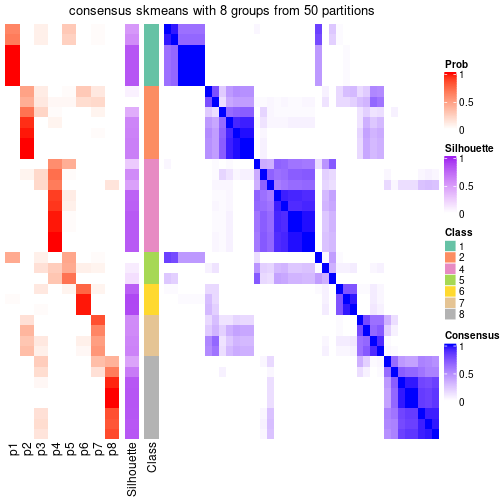 consensus skmeans with 8 groups from 50 partitions
Prob
1
0.5
0
Silhouette
1
0.5
0
Class
1
2
4
5
6
7
8
Consensus
1
0.5
0
p1
p2
p3
p4
p5
p6
p7
p8
Silhouette
Class